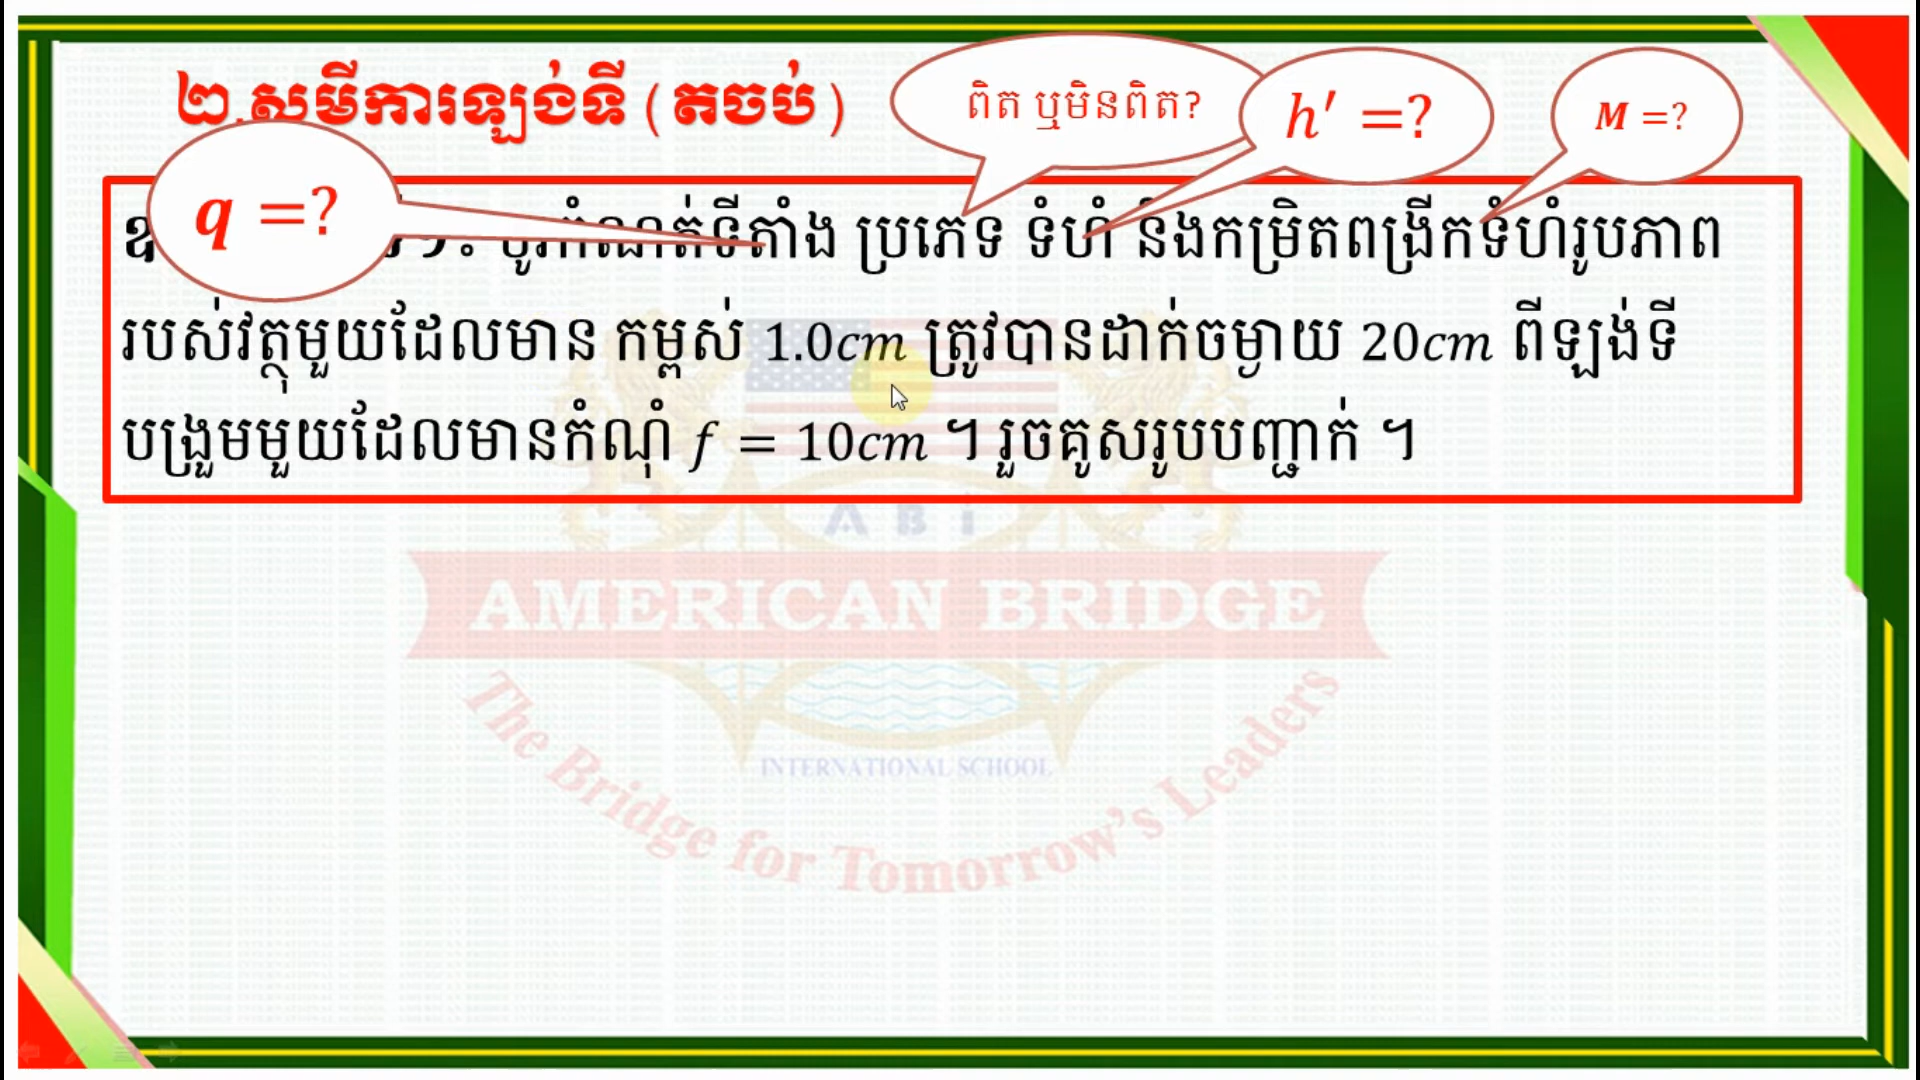 ២.សមីការឡង់ទី ( តចប់ )
ពិត ឬមិនពិត?
h′ =?
M =?
q =?
ចូរកំណត់ទីតាំង ប្រភេទ ទំហំ និងកម្រិតពង្រីកទំហំរូបភាព
របស់វត្ថុមួយដែលមាន កម្ពស់ 1.0cm ត្រូវបានដាក់ចម្ងាយ 20cm ពីឡង់ទី
បង្រួមមួយដែលមានកំណុំ f = 10cm ។ រួចគូសរូបបញ្ជាក់ ។
ABi
AMERICAN BRIDGE
INTERNATIONAL SCHOOL
The Bridge for Tomorrow's Leaders